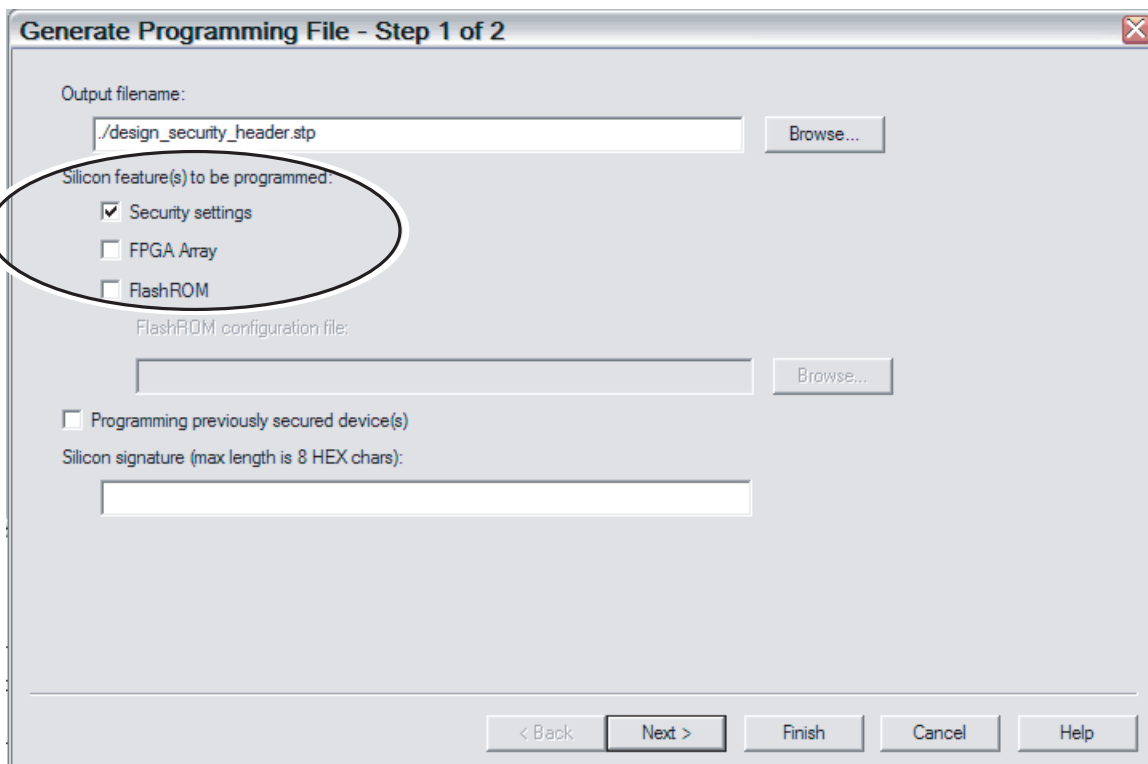 Generate Programming File - Step 1 of 2
Output filename:
./design_security_header.stp
Browse...
Silicon feature(s) to be programmed:
Security settings
FPGA Array
FlashROM
FlashROM configuration file:
Browse...
Programming previously secured device(s)
Silicon signature (max length is 8 HEX chars):
< Back Next > Finish Cancel Help